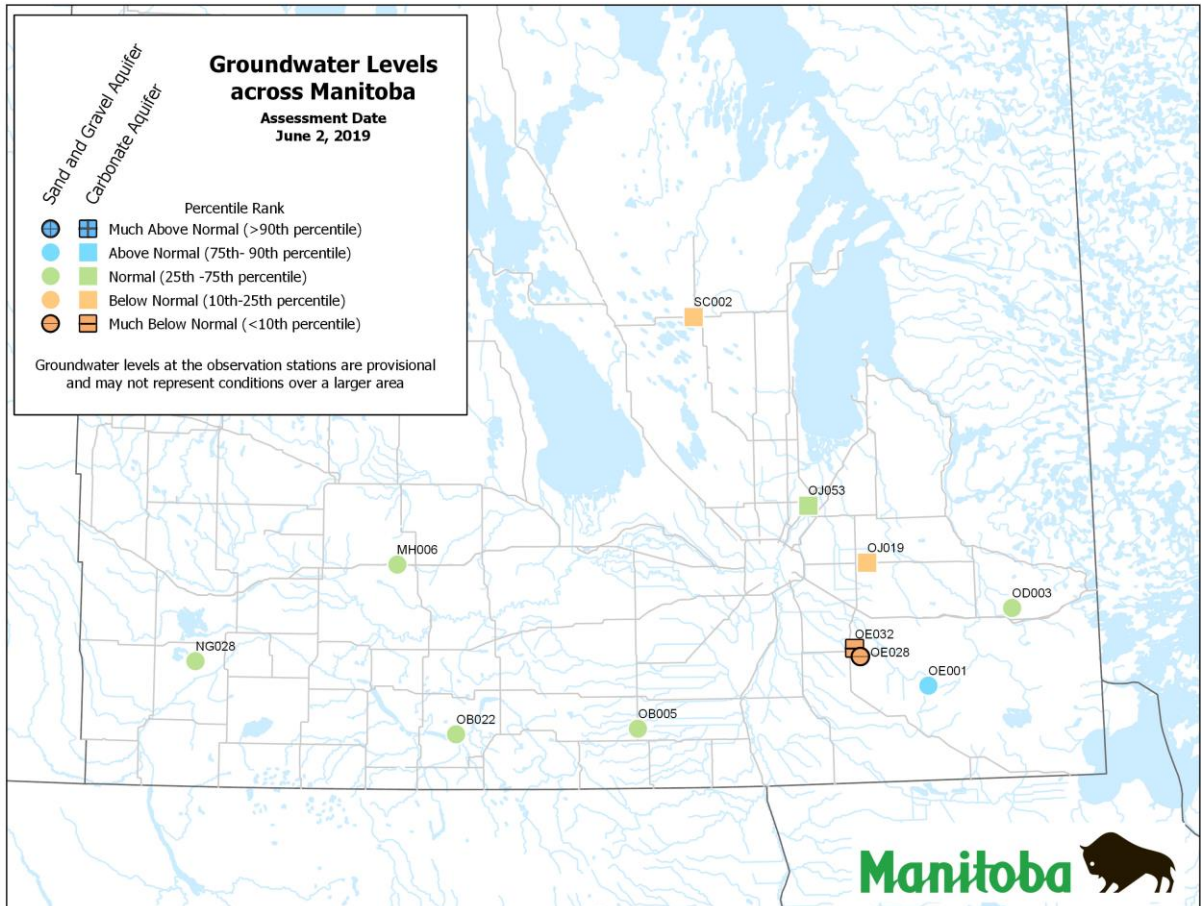 Groundwater Levels
across Manitoba
Assessment Date
June 2, 2019
Sand and Gravel Aquifer
Carbonate Aquifer
Percentile Rank
Much Above Normal (>90th percentile)
Above Normal (75th- 90th percentile)
Normal (25th -75th percentile)
Below Normal (10th-25th percentile)
Much Below Normal (<10th percentile)
Groundwater levels at the observation stations are provisional
and may not represent conditions over a larger area
SC002
OJ053
MH006
OJ019
OD003
OE032
NG028
OE028
OE001
OB022
OB005
Manitoba